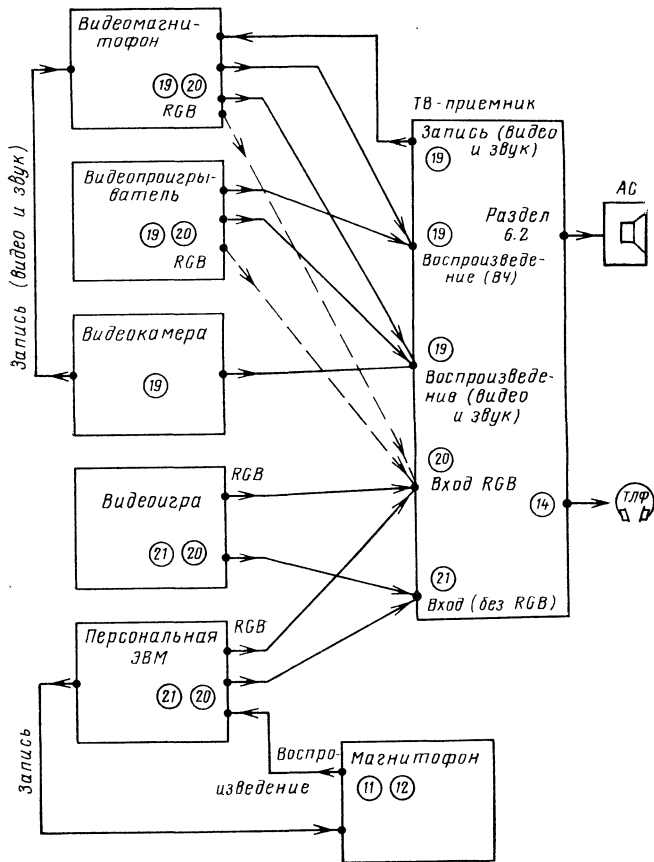 Видеомагни-
тофон
19 20
RGB
Запись (видео и звук)
Видеопроигры-
ватель
19 20
RGB
Видеокамера
19
Видеоигра
21 20
RGB
Персональная
ЭВМ
21 20
RGB
Запись
Воспро-
изведение
Магнитофон
11 12
ТВ-приемник
Запись (видео
и звук)
19
Раздел
6.2
19
Воспроизведе-
ние (ВЧ)
19
Воспроизведе-
ние (видео
и звук)
20
Вход RGB
14
21
Вход (без RGB)
АС
ТЛФ